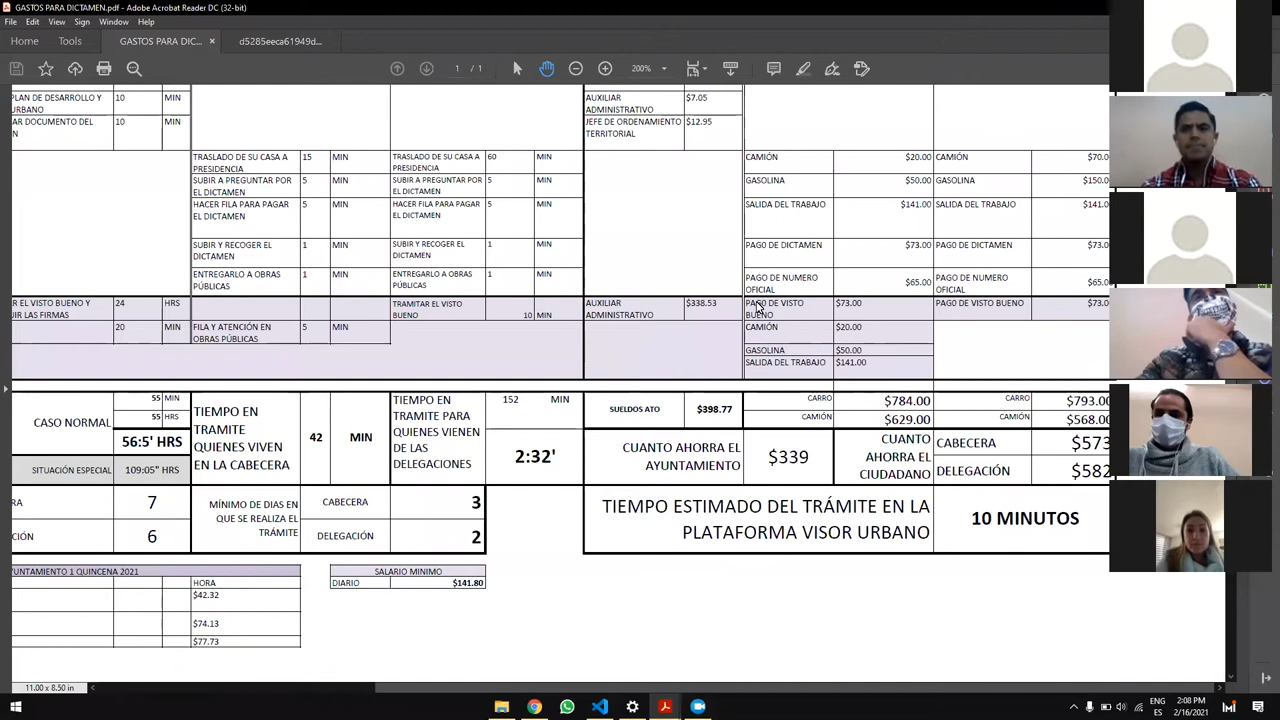 GASTOS PARA DICTAMEN.pdf - Adobe Acrobat Reader DC (32-bit)
File Edit View Sign Window Help
Home Tools GASTOS PARA DIC... × d5285eeca61949d...
1 / 1 200%
PLAN DE DESARROLLO Y
URBANO
10 MIN
AR DOCUMENTO DEL
N
10 MIN
AUXILIAR
ADMINISTRATIVO
$7.05
JEFE DE ORDENAMIENTO
TERRITORIAL
$12.95
TRASLADO DE SU CASA A
PRESIDENCIA
15 MIN
TRASLADO DE SU CASA A
PRESIDENCIA
60 MIN
CAMIÓN $20.00 CAMIÓN $70.0
SUBIR A PREGUNTAR POR
EL DICTAMEN
5 MIN
SUBIR A PREGUNTAR POR
EL DICTAMEN
5 MIN
GASOLINA $50.00 GASOLINA $150.0
HACER FILA PARA PAGAR
EL DICTAMEN
5 MIN
HACER FILA PARA PAGAR
EL DICTAMEN
5 MIN
SALIDA DEL TRABAJO $141.00 SALIDA DEL TRABAJO $141.0
SUBIR Y RECOGER EL
DICTAMEN
1 MIN
SUBIR Y RECOGER EL
DICTAMEN
1 MIN
PAG0 DE DICTAMEN $73.00 PAG0 DE DICTAMEN $73.0
ENTREGARLO A OBRAS
PÚBLICAS
1 MIN
ENTREGARLO A OBRAS
PÚBLICAS
1 MIN
PAGO DE NUMERO
OFICIAL
$65.00
PAGO DE NUMERO
OFICIAL
$65.0
R EL VISTO BUENO Y
UIR LAS FIRMAS
24 HRS
TRAMITAR EL VISTO
BUENO
10 MIN
AUXILIAR
ADMINISTRATIVO
$338.53
PAG0 DE VISTO
BUENO
$73.00
PAG0 DE VISTO BUENO $73.0
20 MIN
FILA Y ATENCIÓN EN
OBRAS PÚBLICAS
5 MIN
CAMIÓN $20.00
GASOLINA $50.00
SALIDA DEL TRABAJO $141.00
CASO NORMAL
55 MIN
55 HRS
56:5' HRS
SITUACIÓN ESPECIAL 109:05" HRS
TIEMPO EN
TRAMITE
QUIENES VIVEN
EN LA CABECERA
42 MIN
TIEMPO EN
TRAMITE PARA
QUIENES VIENEN
DE LAS
DELEGACIONES
152 MIN
2:32'
SUELDOS ATO $398.77
CARRO $784.00 CARRO $793.00
CAMIÓN $629.00 CAMIÓN $568.00
CUANTO AHORRA EL
AYUNTAMIENTO
$339
CUANTO
AHORRA EL
CIUDADANO
CABECERA $573
DELEGACIÓN $582
RA 7
CIÓN 6
MÍNIMO DE DIAS EN
QUE SE REALIZA EL
TRÁMITE
CABECERA 3
DELEGACIÓN 2
TIEMPO ESTIMADO DEL TRÁMITE EN LA
PLATAFORMA VISOR URBANO
10 MINUTOS
YUNTAMIENTO 1 QUINCENA 2021
HORA
$42.32
$74.13
$77.73
SALARIO MINIMO
DIARIO $141.80
11.00 x 8.50 in
ENG
ES
2:08 PM
2/16/2021